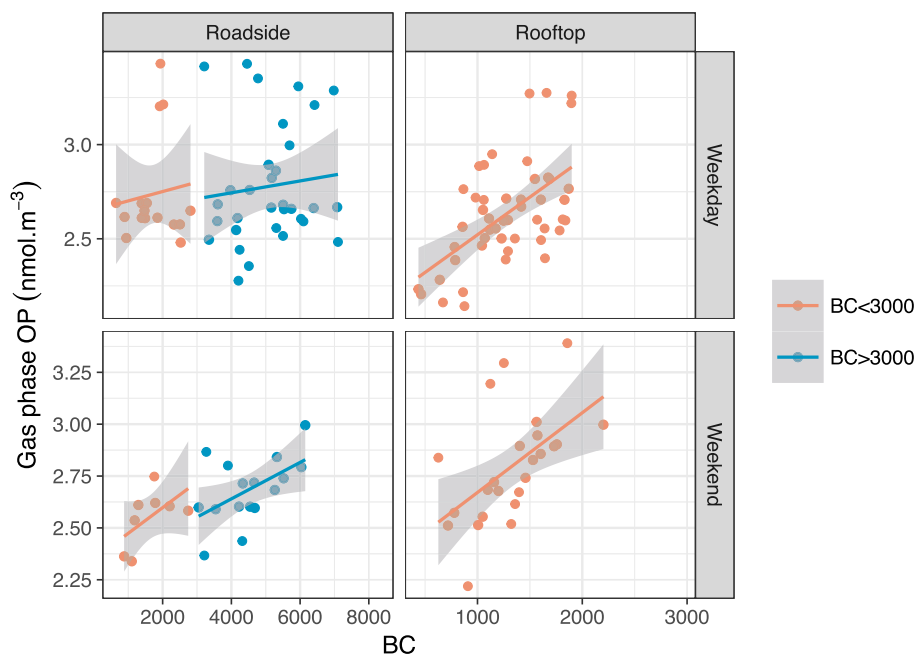 Roadside Rooftop
3.0
2.5
Weekday
3.25
3.00
2.75
2.50
2.25
Weekend
Gas phase OP (nmol.m⁻³)
2000 4000 6000 8000 1000 2000 3000
BC
BC<3000
BC>3000